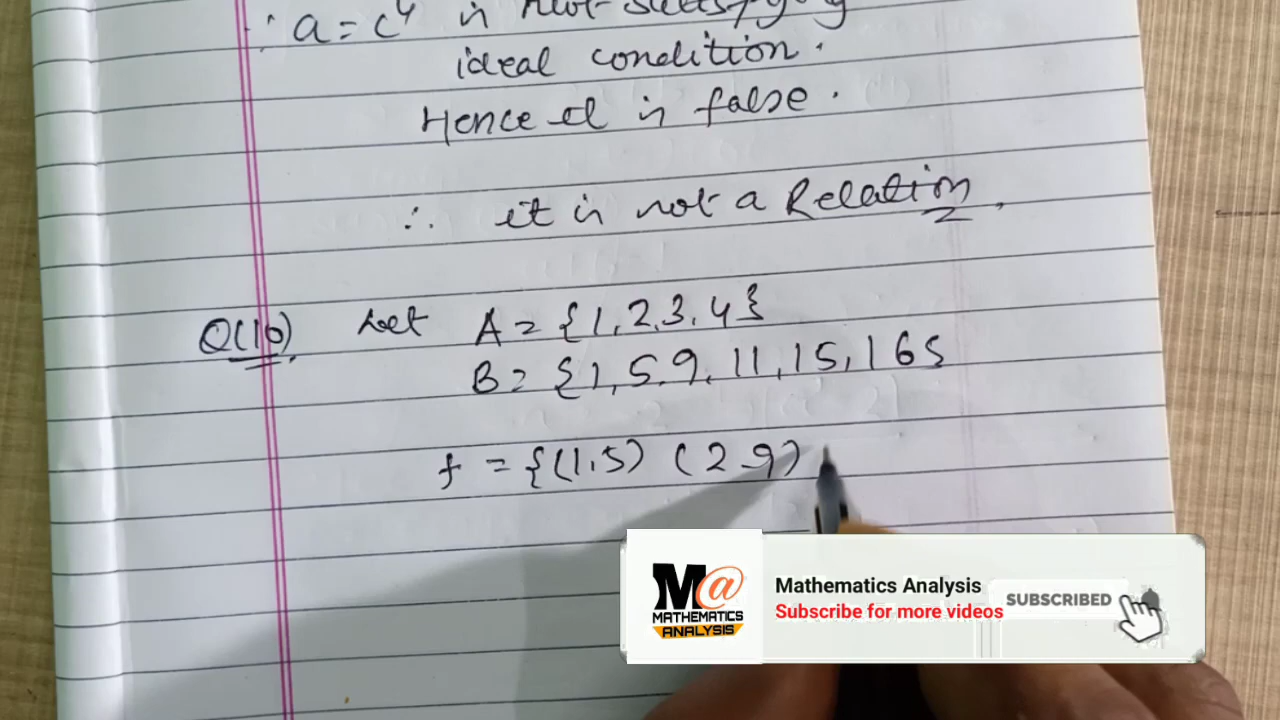 ∴ a = c⁴ is not satisfying
ideal condition.
Hence it is false.
∴ it is not a Relation.
Q(10) Let A = {1, 2, 3, 4}
B = {1, 5, 9, 11, 15, 16}
f = {(1,5) (2 9)
M@
MATHEMATICS
ANALYSIS
Mathematics Analysis
Subscribe for more videos
SUBSCRIBED